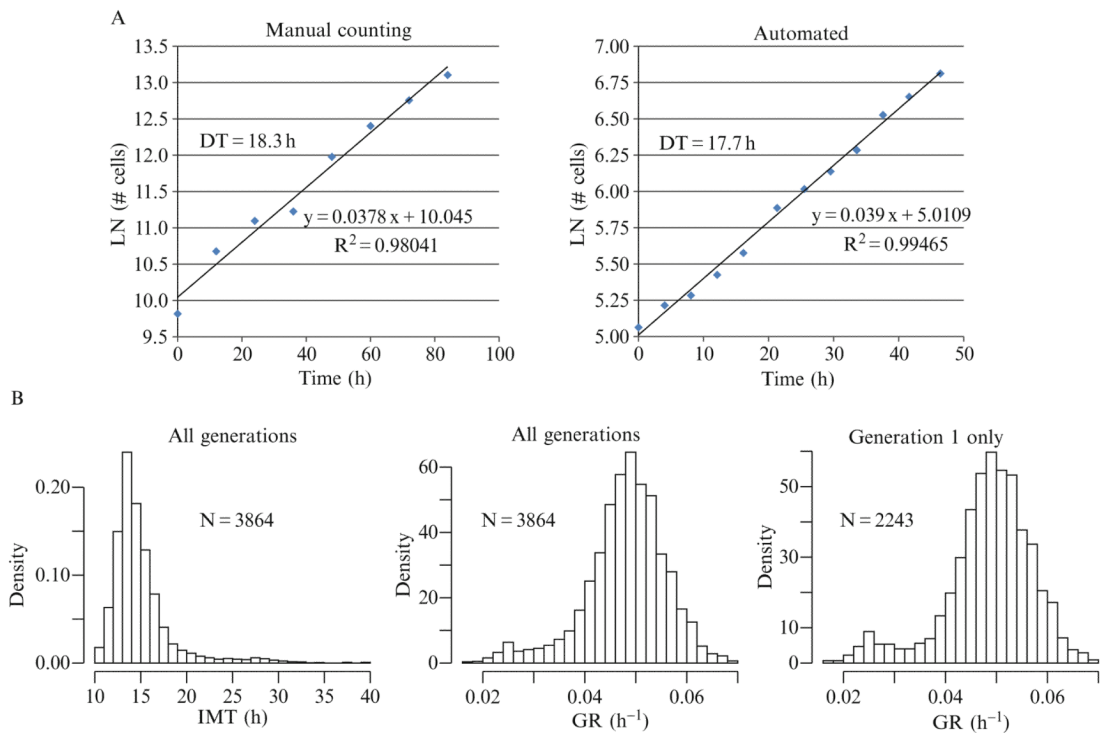 A
Manual counting
13.5
13.0
12.5
12.0
11.5
11.0
10.5
10.0
9.5
LN (# cells)
DT = 18.3 h
y = 0.0378 x + 10.045
R² = 0.98041
0 20 40 60 80 100
Time (h)
Automated
7.00
6.75
6.50
6.25
6.00
5.75
5.50
5.25
5.00
LN (# cells)
DT = 17.7 h
y = 0.039 x + 5.0109
R² = 0.99465
0 10 20 30 40 50
Time (h)
B
All generations
0.20
0.10
0.00
Density
N = 3864
10 15 20 25 30 35 40
IMT (h)
All generations
60
40
20
0
Density
N = 3864
0.02 0.04 0.06
GR (h⁻¹)
Generation 1 only
50
30
10
0
Density
N = 2243
0.02 0.04 0.06
GR (h⁻¹)